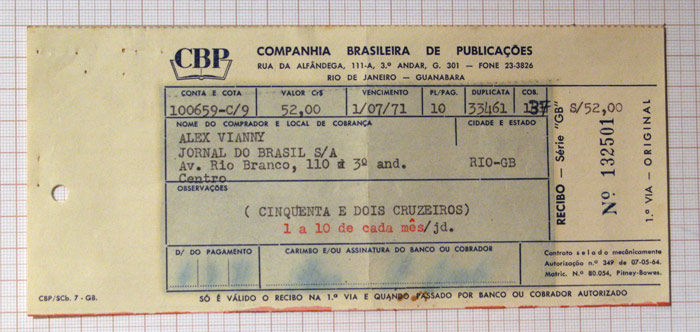 CBP
COMPANHIA BRASILEIRA DE PUBLICAÇÕES
RUA DA ALFÂNDEGA, 111-A, 3.º ANDAR, G. 301 — FONE 23-3826
RIO DE JANEIRO — GUANABARA
CONTA E COTA VALOR C/$ VENCIMENTO PL/PAG. DUPLICATA COB.
100659-C/9 52,00 1/07/71 10 33461 137 S/52,00
NOME DO COMPRADOR E LOCAL DE COBRANÇA CIDADE E ESTADO
ALEX VIANNY
JORNAL DO BRASIL S/A
Av. Rio Branco, 110 3º and. RIO-GB
Centro
OBSERVAÇÕES
( CINQUENTA E DOIS CRUZEIROS)
1 a 10 de cada mês/jd.
D/ DO PAGAMENTO CARIMBO E/OU ASSINATURA DO BANCO OU COBRADOR
RECIBO — Série "GB"
Nº 132501
1.ª VIA — ORIGINAL
Contrato selado mecânicamente
Autorização n.º 349 de 07-05-64.
Matric. N.º 80.054, Pitney-Bowes.
CBP/SCb. 7 - GB.
SÓ É VÁLIDO O RECIBO NA 1.ª VIA E QUANDO PASSADO POR BANCO OU COBRADOR AUTORIZADO